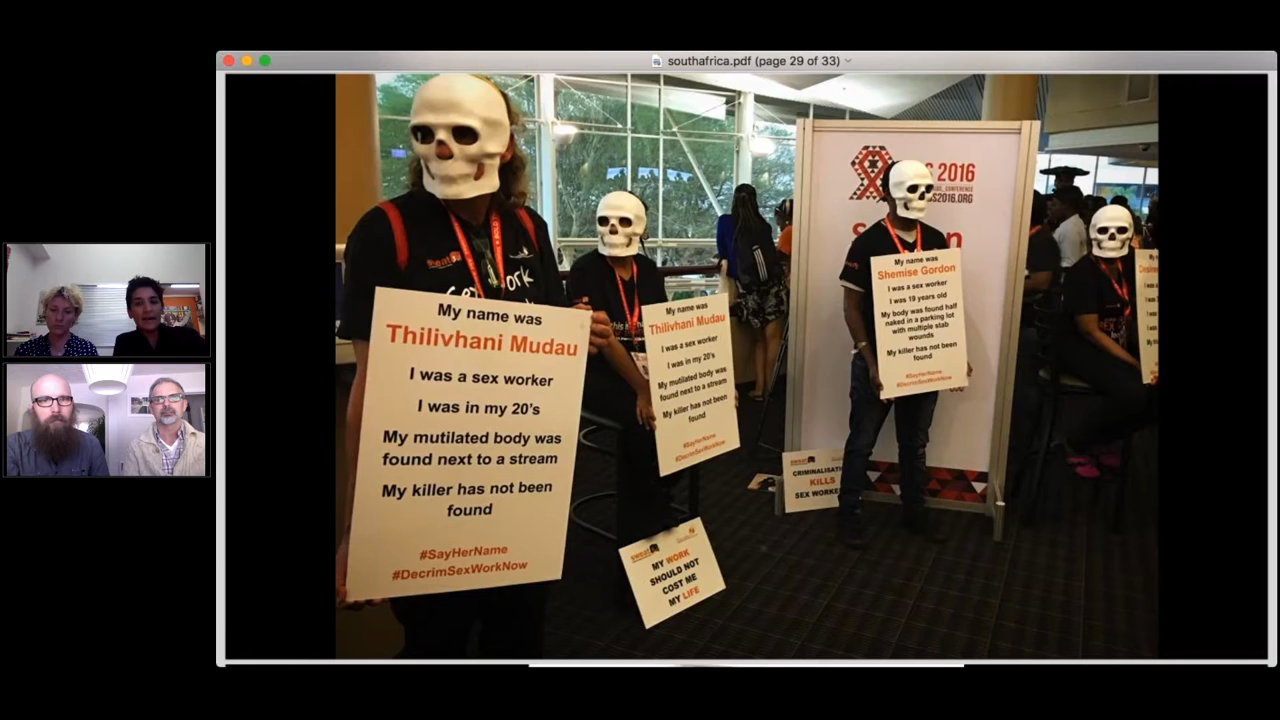 southafrica.pdf (page 29 of 33)
My name was
Thilivhani Mudau
I was a sex worker
I was in my 20's
My mutilated body was
found next to a stream
My killer has not been
found
#SayHerName
#DecrimSexWorkNow
My name was
Thilivhani Mudau
I was a sex worker
I was in my 20's
My mutilated body was
found next to a stream
My killer has not been
found
#SayHerName
#DecrimSexWorkNow
sweat
MY WORK
SHOULD NOT
COST ME
MY LIFE
2016
My name was
Shemise Gordon
I was a sex worker
I was 19 years old
My body was found half
naked in a parking lot
with multiple stab
wounds
My killer has not been
found
#SayHerName
#DecrimSexWorkNow
KILLS
SEX